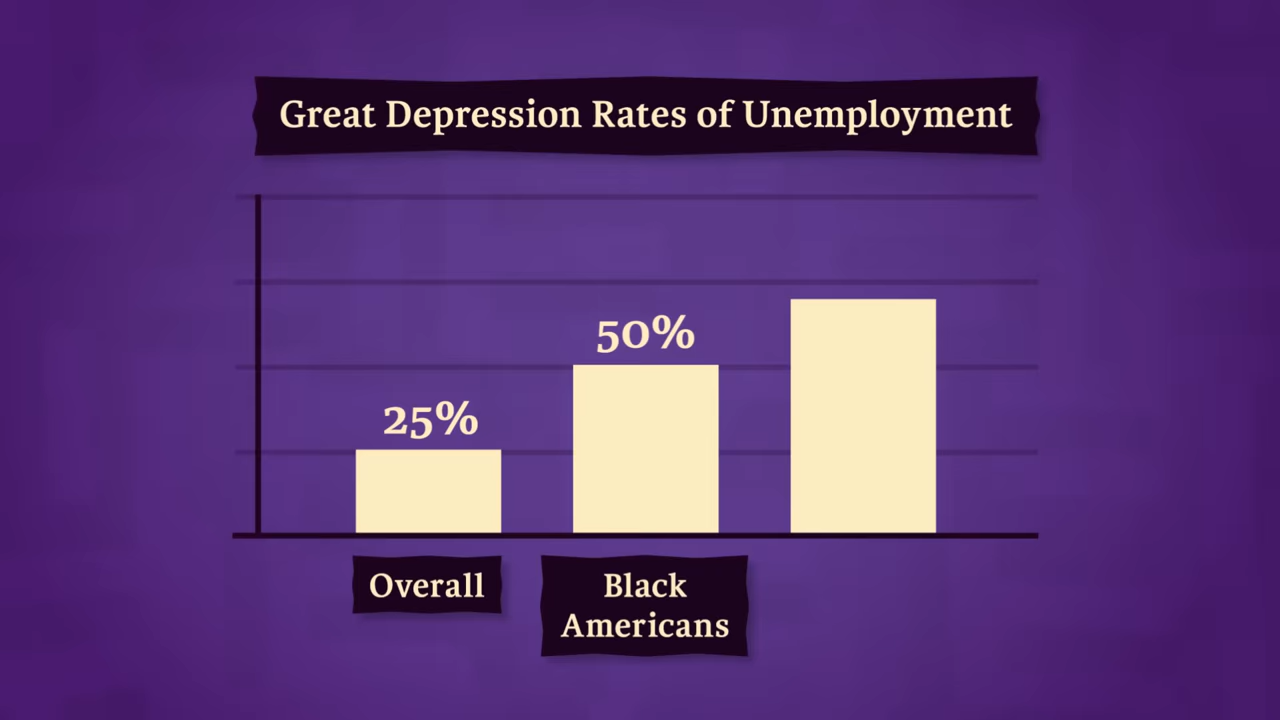 Great Depression Rates of Unemployment
50%
25%
Overall
Black
Americans